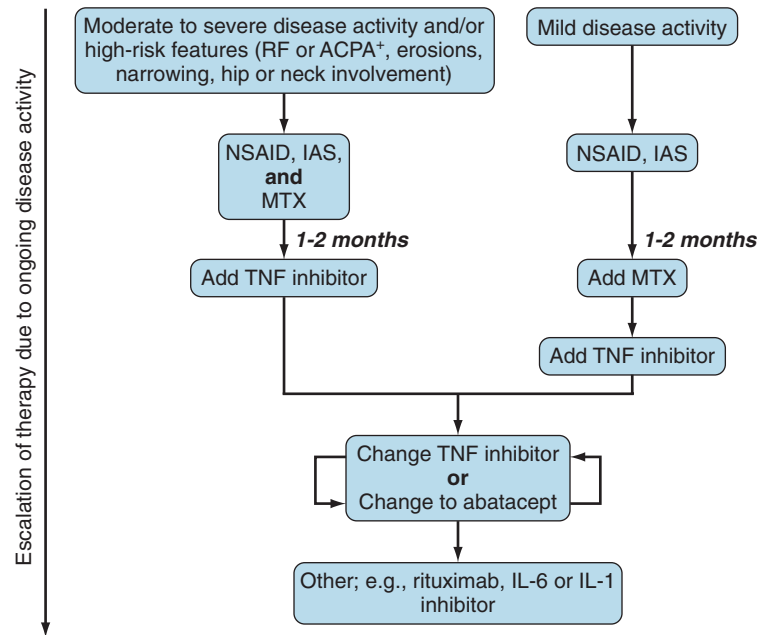 Escalation of therapy due to ongoing disease activity
Moderate to severe disease activity and/or
high-risk features (RF or ACPA⁺, erosions,
narrowing, hip or neck involvement)
Mild disease activity
NSAID, IAS,
and
MTX
NSAID, IAS
1-2 months
1-2 months
Add TNF inhibitor
Add MTX
Add TNF inhibitor
Change TNF inhibitor
or
Change to abatacept
Other; e.g., rituximab, IL-6 or IL-1
inhibitor